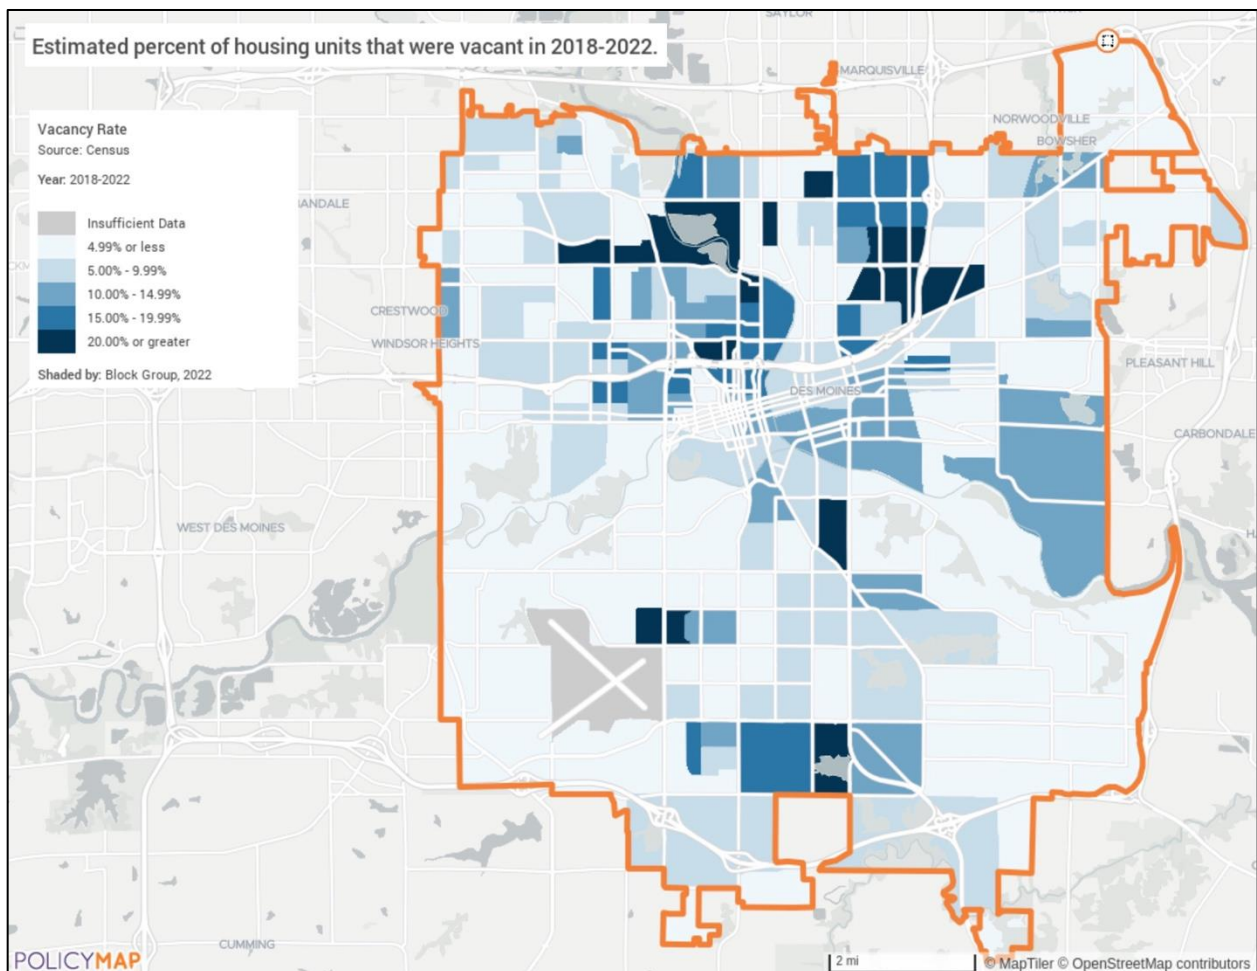 SAYLOR
Estimated percent of housing units that were vacant in 2018-2022.
MARQUISVILLE
Vacancy Rate
Source: Census
Year: 2018-2022
Insufficient Data
4.99% or less
5.00% - 9.99%
10.00% - 14.99%
15.00% - 19.99%
20.00% or greater
Shaded by: Block Group, 2022
NORWOODVILLE
BOWSHER
ANDALE
CRESTWOOD
WINDSOR HEIGHTS
PLEASANT HILL
DES MOINES
CARBONDALE
WEST DES MOINES
CUMMING
POLICYMAP
2 mi
© MapTiler © OpenStreetMap contributors